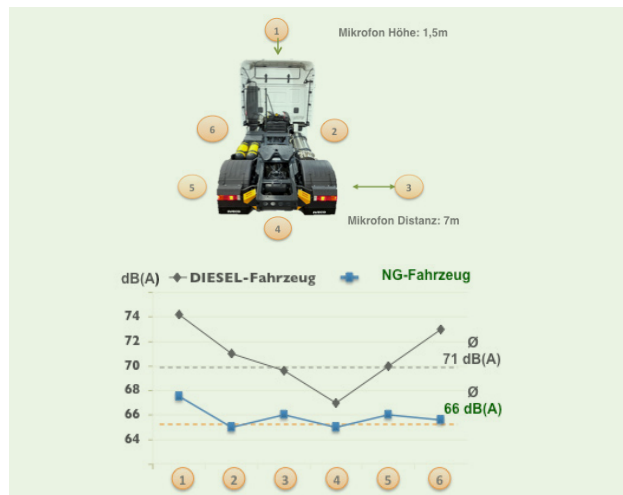 1
Mikrofon Höhe: 1,5m
6
2
5
3
Mikrofon Distanz: 7m
4
dB(A) DIESEL-Fahrzeug NG-Fahrzeug
74
72
70
68
66
64
Ø
71 dB(A)
Ø
66 dB(A)
1 2 3 4 5 6